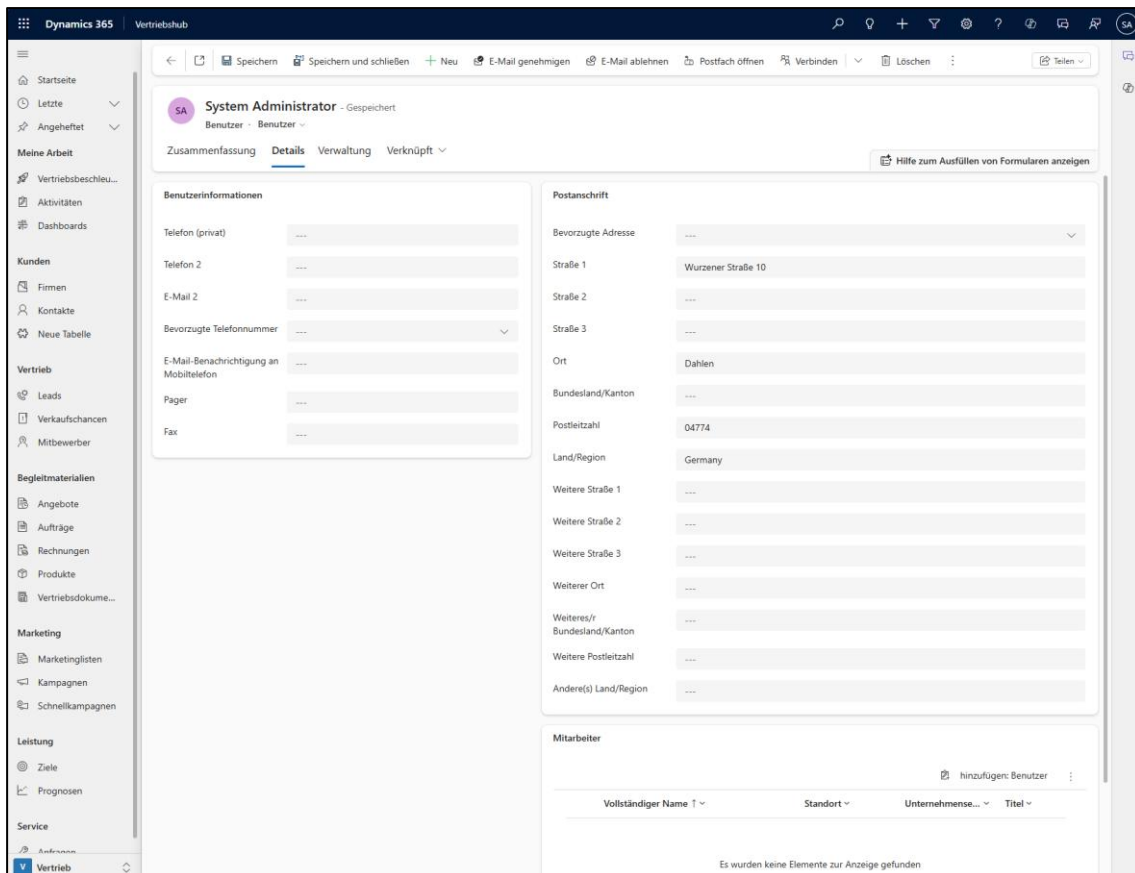 Dynamics 365 Vertriebshub SA
Speichern Speichern und schließen Neu E-Mail genehmigen E-Mail ablehnen Postfach öffnen Verbinden Löschen Teilen
Startseite
Letzte
Angeheftet
Meine Arbeit
Vertriebsbeschleu...
Aktivitäten
Dashboards
Kunden
Firmen
Kontakte
Neue Tabelle
Vertrieb
Leads
Verkaufschancen
Mitbewerber
Begleitmaterialien
Angebote
Aufträge
Rechnungen
Produkte
Vertriebsdokume...
Marketing
Marketinglisten
Kampagnen
Schnellkampagnen
Leistung
Ziele
Prognosen
Service
Anfragen
V Vertrieb
SA System Administrator - Gespeichert
Benutzer · Benutzer
Zusammenfassung Details Verwaltung Verknüpft
Hilfe zum Ausfüllen von Formularen anzeigen
Benutzerinformationen
Telefon (privat) ---
Telefon 2 ---
E-Mail 2 ---
Bevorzugte Telefonnummer ---
E-Mail-Benachrichtigung an ---
Mobiltelefon
Pager ---
Fax ---
Postanschrift
Bevorzugte Adresse ---
Straße 1 Wurzener Straße 10
Straße 2 ---
Straße 3 ---
Ort Dahlen
Bundesland/Kanton ---
Postleitzahl 04774
Land/Region Germany
Weitere Straße 1 ---
Weitere Straße 2 ---
Weitere Straße 3 ---
Weiterer Ort ---
Weiteres/r ---
Bundesland/Kanton
Weitere Postleitzahl ---
Andere(s) Land/Region ---
Mitarbeiter
hinzufügen: Benutzer
Vollständiger Name ↑ Standort Unternehmense... Titel
Es wurden keine Elemente zur Anzeige gefunden